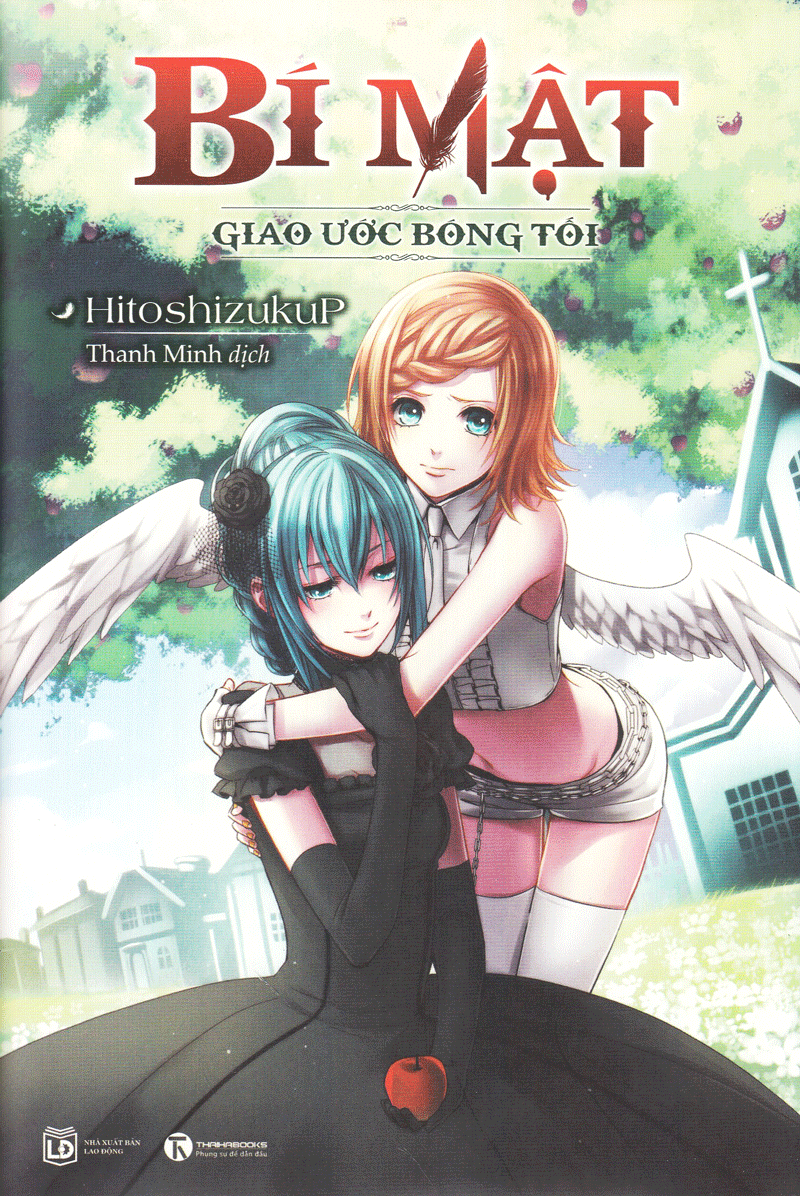 BÍ MẬT
GIAO ƯỚC BÓNG TỐI
HitoshizukuP
Thanh Minh dịch
LĐ
NHÀ XUẤT BẢN
LAO ĐỘNG
THAIHABOOKS
Phụng sự để dẫn đầu